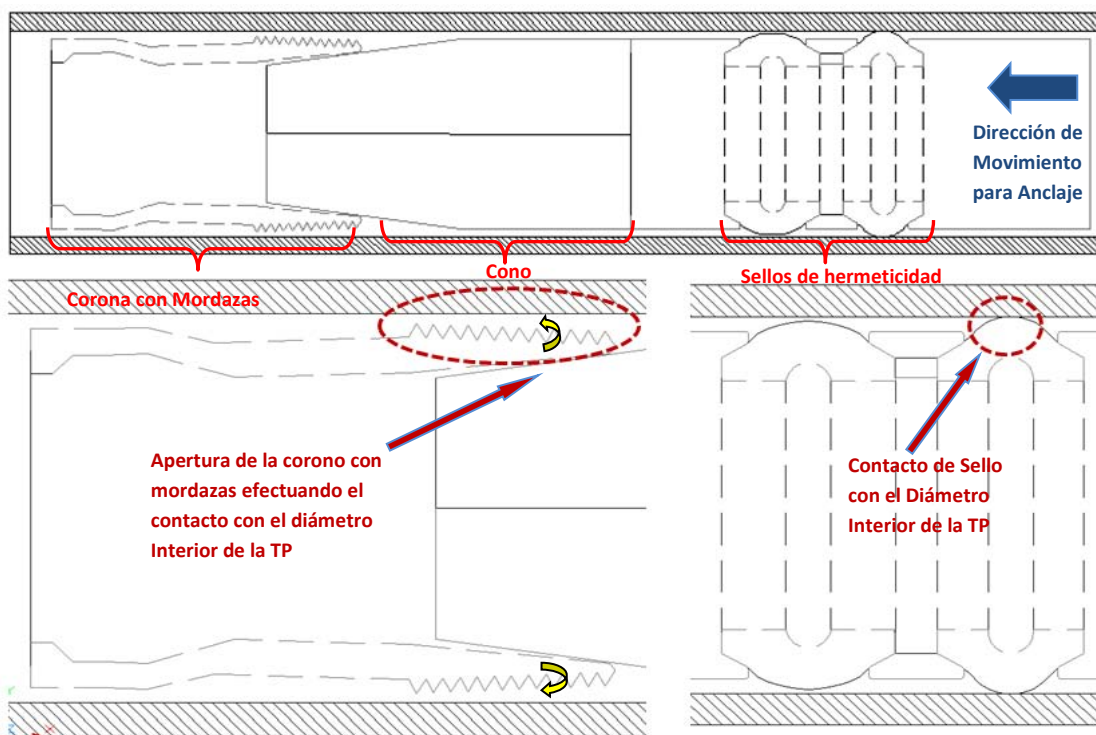 Dirección de
Movimiento
para Anclaje
Corona con Mordazas
Cono
Sellos de hermeticidad
Apertura de la corono con
mordazas efectuando el
contacto con el diámetro
Interior de la TP
Contacto de Sello
con el Diámetro
Interior de la TP